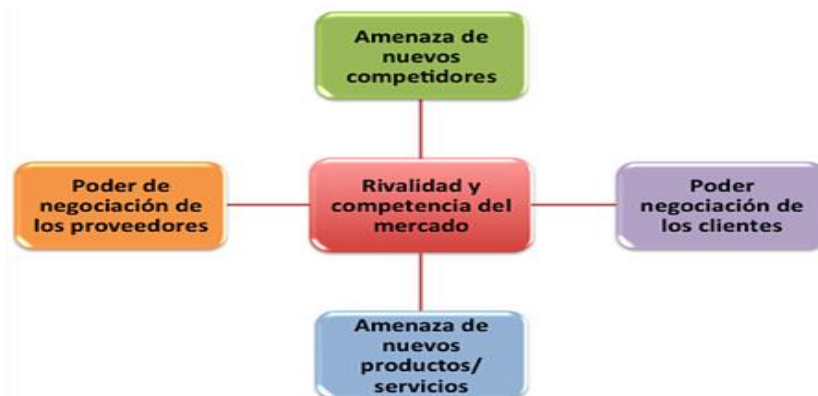 Amenaza de
nuevos
competidores
Poder de
negociación de
los proveedores
Rivalidad y
competencia del
mercado
Poder
negociación de
los clientes
Amenaza de
nuevos
productos/
servicios